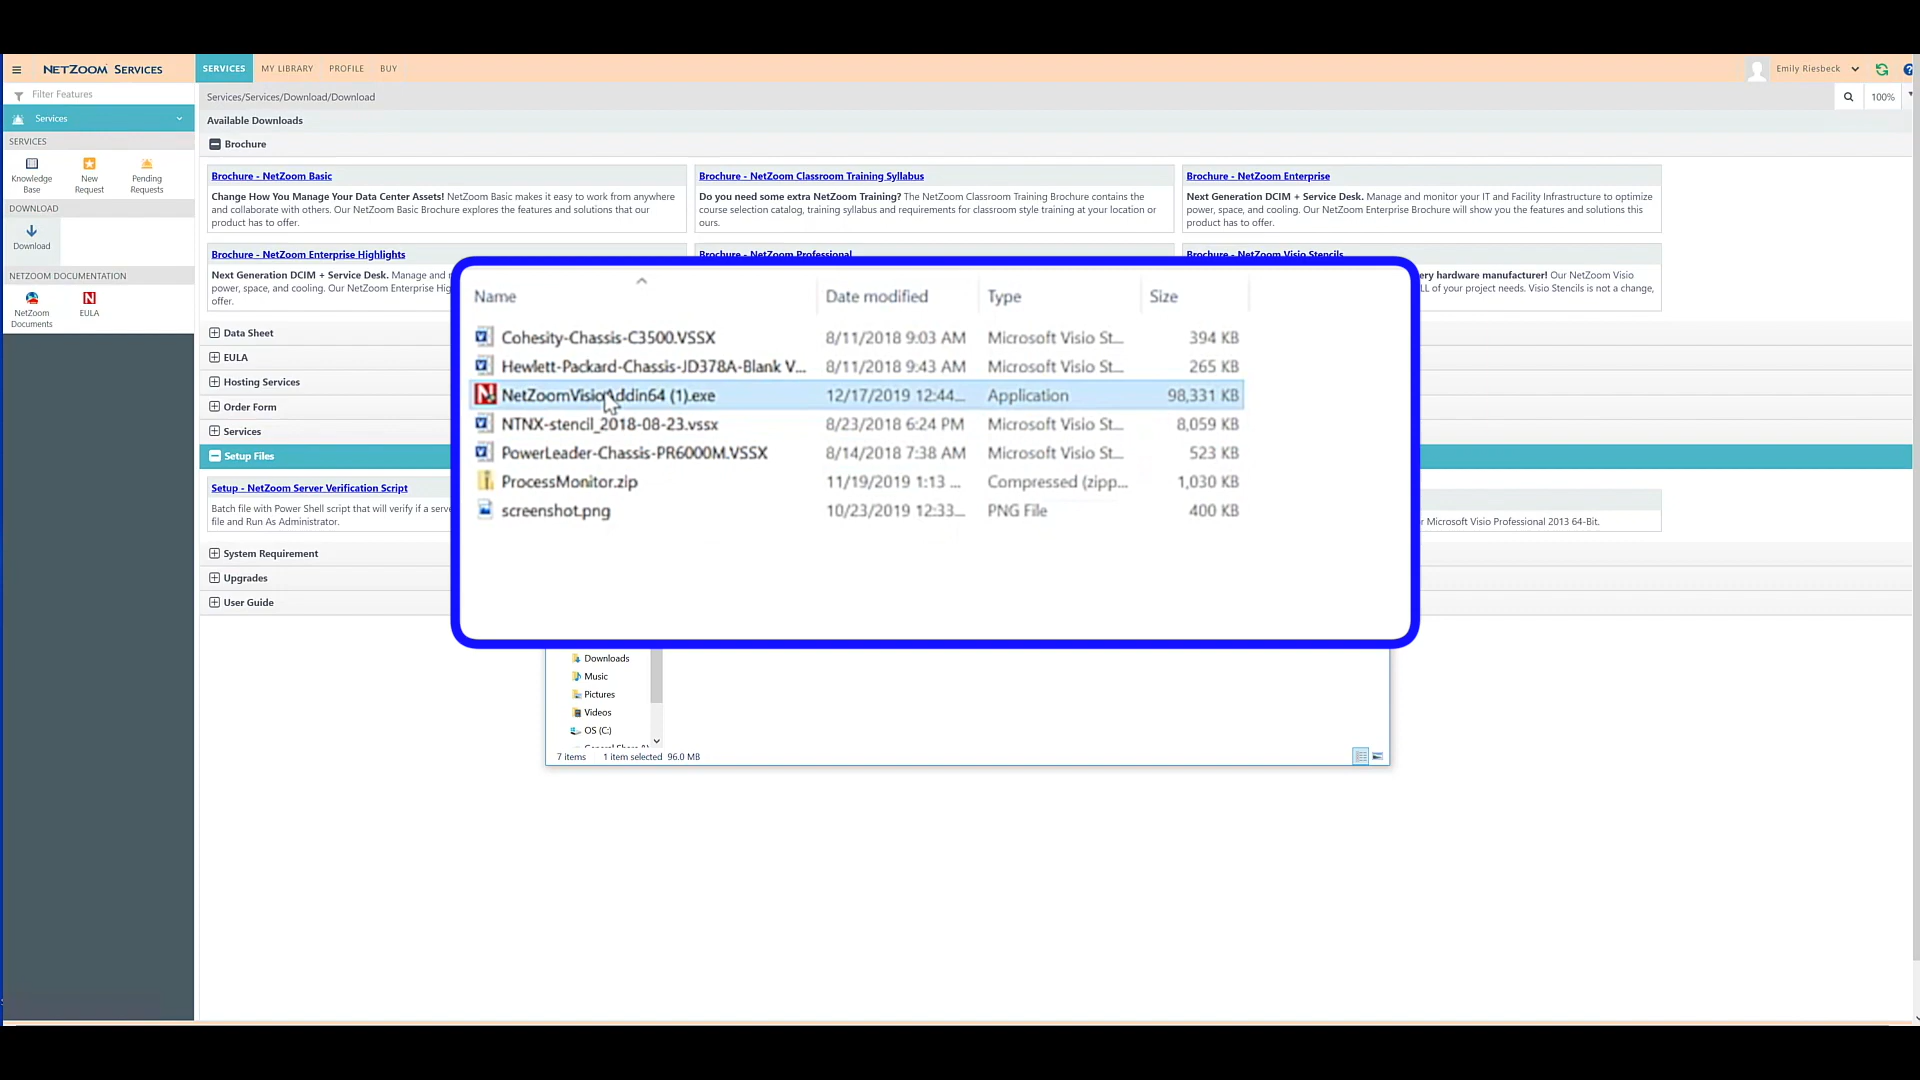 NETZOOM SERVICES
SERVICES
MY LIBRARY
PROFILE
BUY
Emily Riesbeck
Filter Features
Services/Services/Download/Download
100%
Services
Available Downloads
SERVICES
Brochure
Knowledge
Base
New
Request
Pending
Requests
DOWNLOAD
Download
NETZOOM DOCUMENTATION
NetZoom
Documents
EULA
Brochure - NetZoom Basic
Change How You Manage Your Data Center Assets! NetZoom Basic makes it easy to work from anywhere
and collaborate with others. Our NetZoom Basic Brochure explores the features and solutions that our
product has to offer.
Brochure - NetZoom Classroom Training Syllabus
Do you need some extra NetZoom Training? The NetZoom Classroom Training Brochure contains the
course selection catalog, training syllabus and requirements for classroom style training at your location or
ours.
Brochure - NetZoom Enterprise
Next Generation DCIM + Service Desk. Manage and monitor your IT and Facility Infrastructure to optimize
power, space, and cooling. Our NetZoom Enterprise Brochure will show you the features and solutions this
product has to offer.
Brochure - NetZoom Enterprise Highlights
Next Generation DCIM + Service Desk. Manage and
power, space, and cooling. Our NetZoom Enterprise Hig
offer.
Brochure - NetZoom Professional
Brochure - NetZoom Visio Stencils
ery hardware manufacturer! Our NetZoom Visio
LL of your project needs. Visio Stencils is not a change,
Data Sheet
EULA
Hosting Services
Order Form
Services
Setup Files
Setup - NetZoom Server Verification Script
Batch file with Power Shell script that will verify if a serve
file and Run As Administrator.
r Microsoft Visio Professional 2013 64-Bit.
System Requirement
Upgrades
User Guide
Name Date modified Type Size
Cohesity-Chassis-C3500.VSSX 8/11/2018 9:03 AM Microsoft Visio St... 394 KB
Hewlett-Packard-Chassis-JD378A-Blank V... 8/11/2018 9:43 AM Microsoft Visio St... 265 KB
NetZoomVisioAddin64 (1).exe 12/17/2019 12:44... Application 98,331 KB
NTNX-stencil_2018-08-23.vssx 8/23/2018 6:24 PM Microsoft Visio St... 8,059 KB
PowerLeader-Chassis-PR6000M.VSSX 8/14/2018 7:38 AM Microsoft Visio St... 523 KB
ProcessMonitor.zip 11/19/2019 1:13 ... Compressed (zipp... 1,030 KB
screenshot.png 10/23/2019 12:33... PNG File 400 KB
Downloads
Music
Pictures
Videos
OS (C:)
7 items 1 item selected 96.0 MB